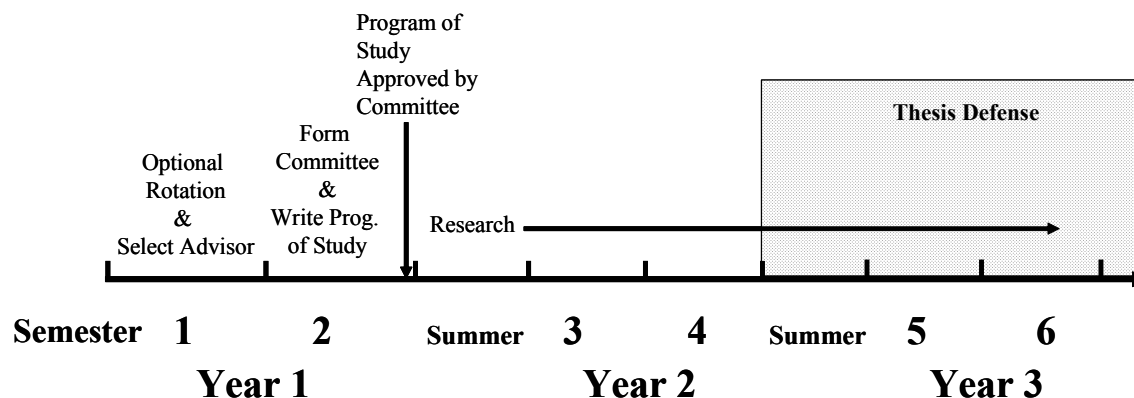 Program of
Study
Approved by
Committee
Thesis Defense
Form
Committee
&
Write Prog.
of Study
Optional
Rotation
&
Select Advisor
Research
Semester 1 2 Summer 3 4 Summer 5 6
Year 1 Year 2 Year 3